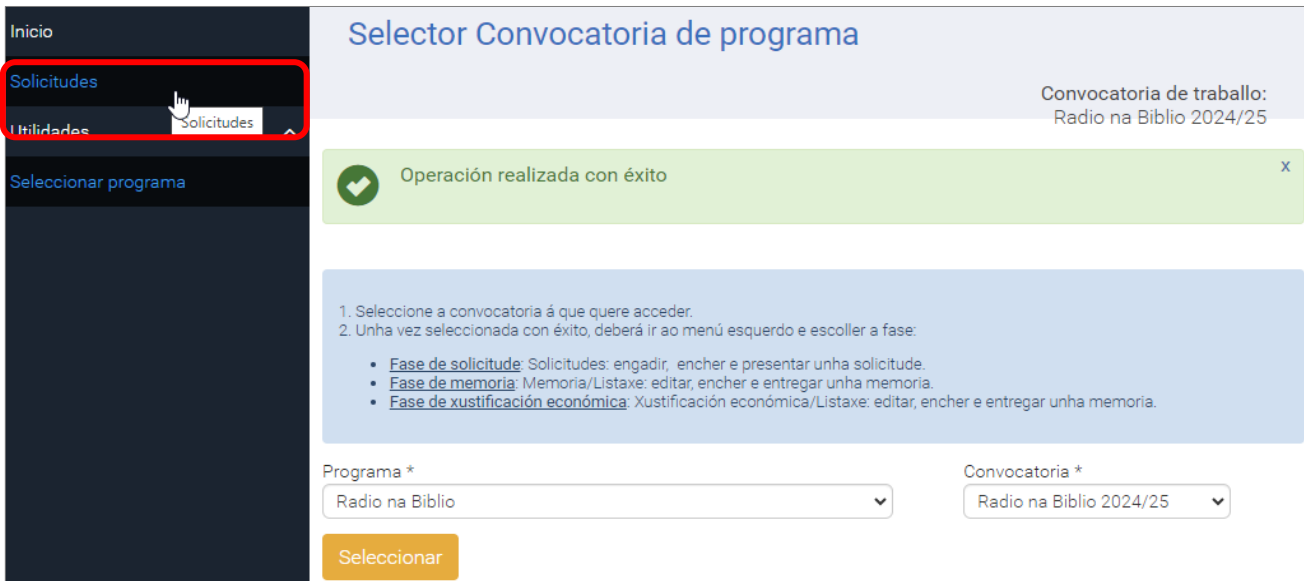 Inicio
Solicitudes
Solicitudes
Utilidades
Seleccionar programa
Selector Convocatoria de programa
Convocatoria de traballo:
Radio na Biblio 2024/25
Operación realizada con éxito
x
1. Seleccione a convocatoria á que quere acceder.
2. Unha vez seleccionada con éxito, deberá ir ao menú esquerdo e escoller a fase:
• Fase de solicitude: Solicitudes: engadir, encher e presentar unha solicitude.
• Fase de memoria: Memoria/Listaxe: editar, encher e entregar unha memoria.
• Fase de xustificación económica: Xustificación económica/Listaxe: editar, encher e entregar unha memoria.
Programa *
Radio na Biblio
Convocatoria *
Radio na Biblio 2024/25
Seleccionar